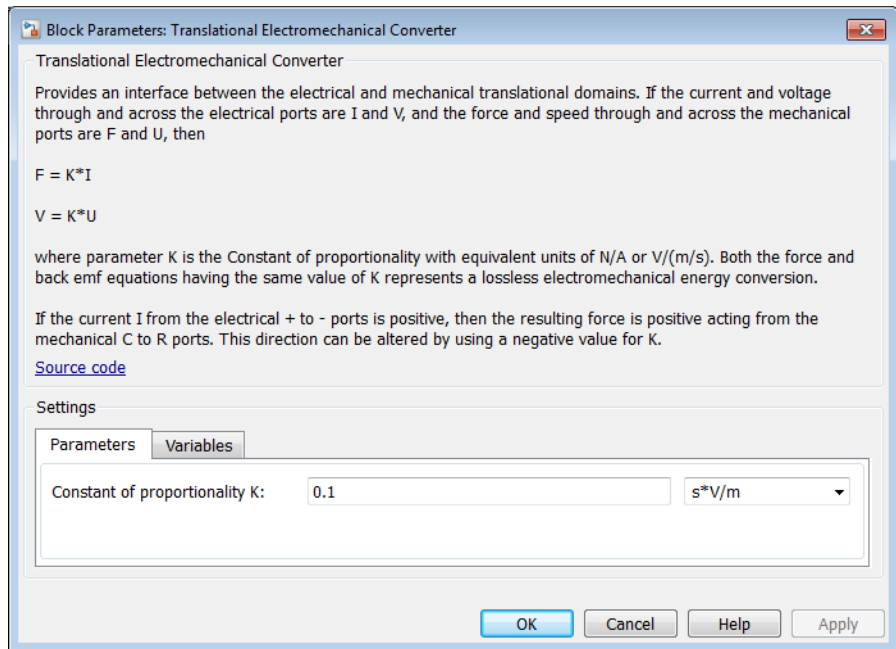 Block Parameters: Translational Electromechanical Converter
Translational Electromechanical Converter
Provides an interface between the electrical and mechanical translational domains. If the current and voltage
through and across the electrical ports are I and V, and the force and speed through and across the mechanical
ports are F and U, then
F = K*I
V = K*U
where parameter K is the Constant of proportionality with equivalent units of N/A or V/(m/s). Both the force and
back emf equations having the same value of K represents a lossless electromechanical energy conversion.
If the current I from the electrical + to - ports is positive, then the resulting force is positive acting from the
mechanical C to R ports. This direction can be altered by using a negative value for K.
Source code
Settings
Parameters Variables
Constant of proportionality K: 0.1 s*V/m
OK Cancel Help Apply